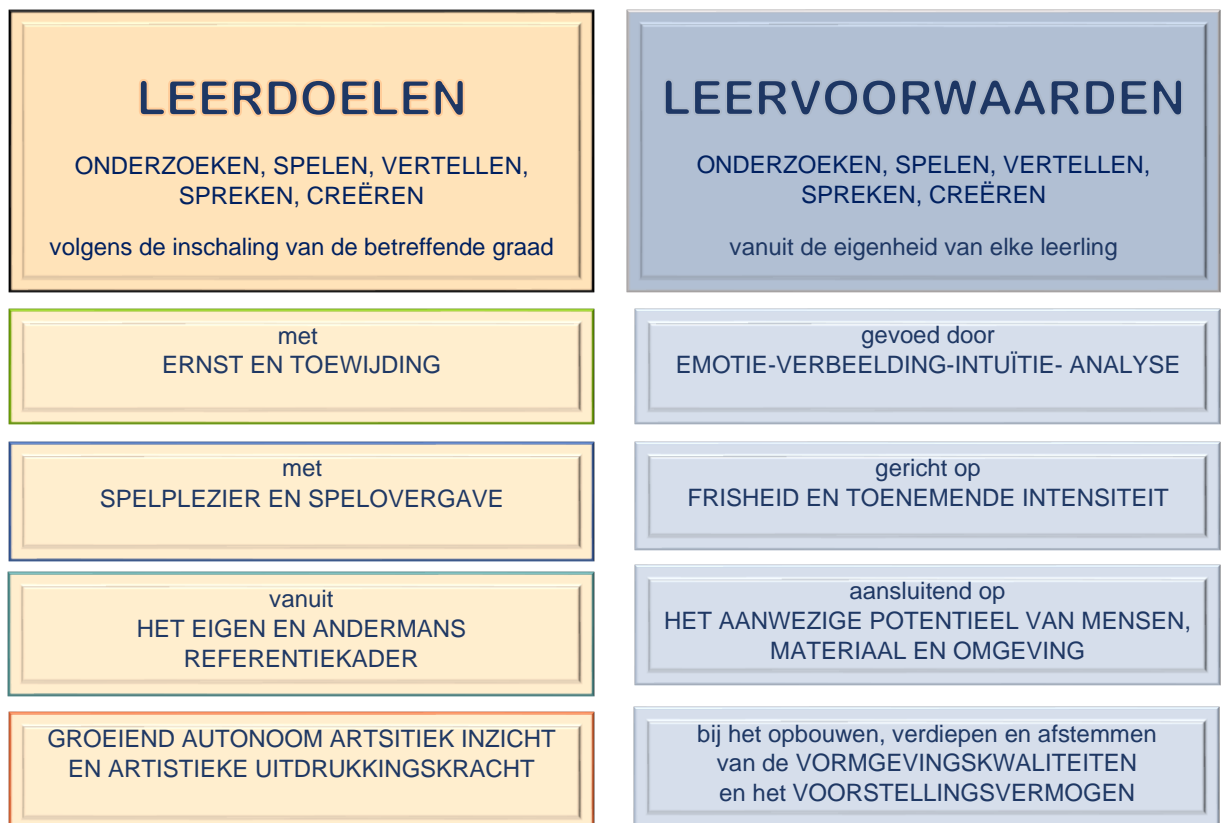 LEERDOELEN
ONDERZOEKEN, SPELEN, VERTELLEN,
SPREKEN, CREËREN
volgens de inschaling van de betreffende graad
met
ERNST EN TOEWIJDING
met
SPELPLEZIER EN SPELOVERGAVE
vanuit
HET EIGEN EN ANDERMANS
REFERENTIEKADER
GROEIEND AUTONOOM ARTSITIEK INZICHT
EN ARTISTIEKE UITDRUKKINGSKRACHT
LEERVOORWAARDEN
ONDERZOEKEN, SPELEN, VERTELLEN,
SPREKEN, CREËREN
vanuit de eigenheid van elke leerling
gevoed door
EMOTIE-VERBEELDING-INTUÏTIE- ANALYSE
gericht op
FRISHEID EN TOENEMENDE INTENSITEIT
aansluitend op
HET AANWEZIGE POTENTIEEL VAN MENSEN,
MATERIAAL EN OMGEVING
bij het opbouwen, verdiepen en afstemmen
van de VORMGEVINGSKWALITEITEN
en het VOORSTELLINGSVERMOGEN